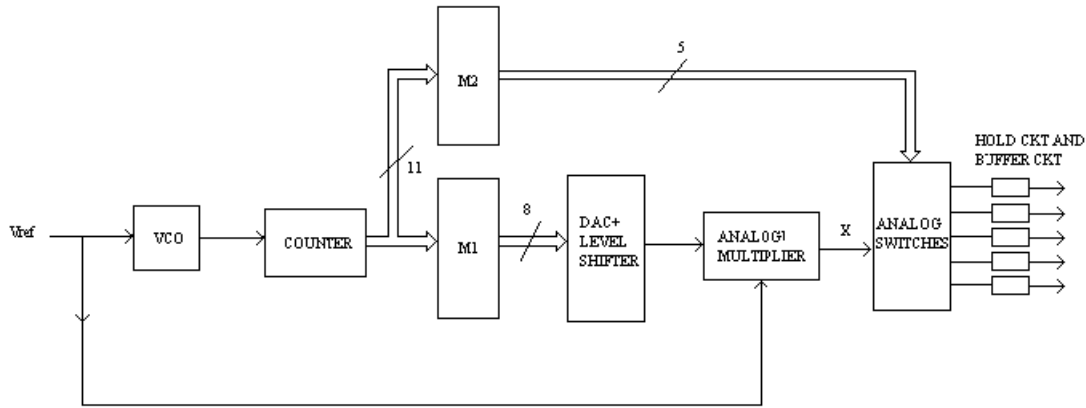 5
M2
HOLD CKT AND
BUFFER CKT
11
8
DAC+
LEVEL
SHIFTER
Vref
VCO
COUNTER
M1
ANALOG
MULTIPLIER
X
ANALOG
SWITCHES